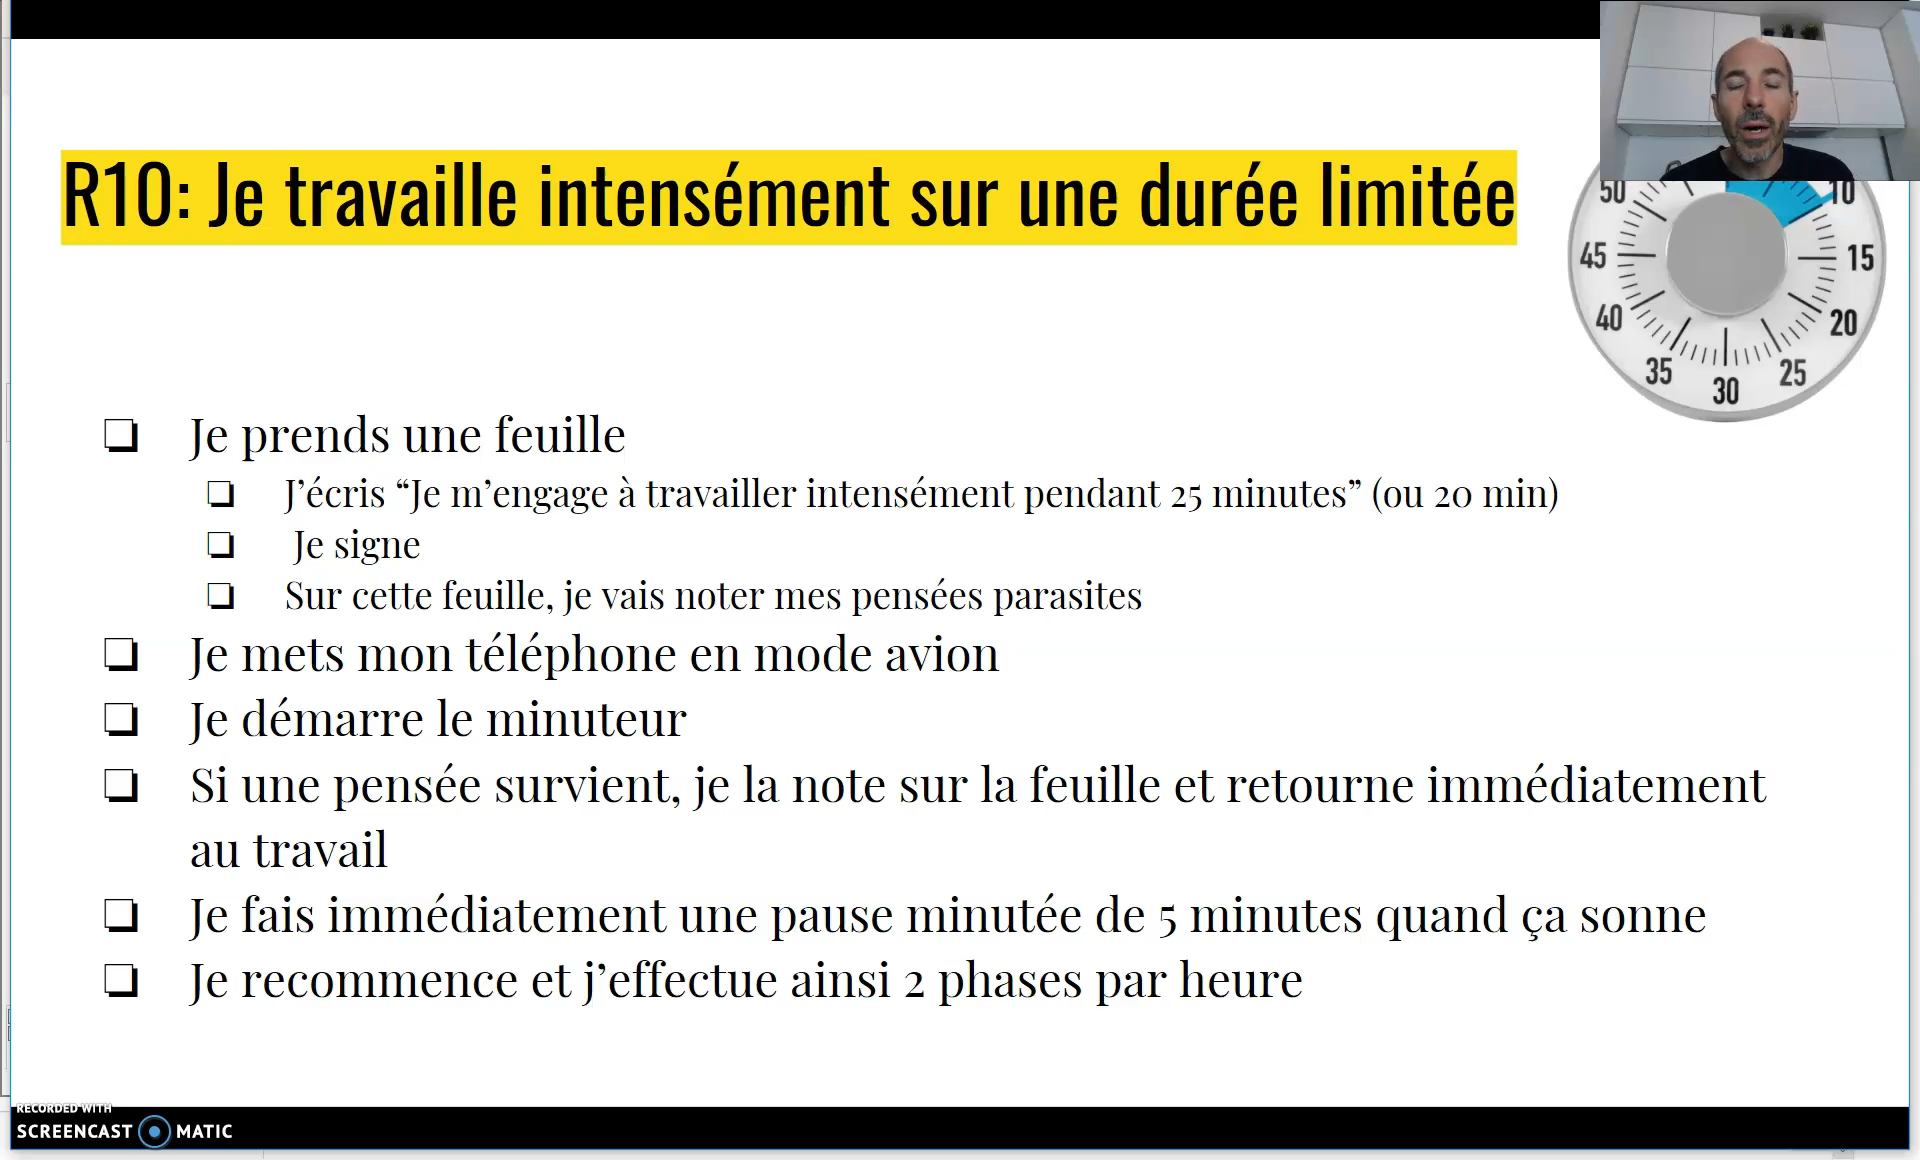 R10: Je travaille intensément sur une durée limitée
50
10
45
15
40
20
35
25
30
❏ Je prends une feuille
❏ J’écris “Je m’engage à travailler intensément pendant 25 minutes” (ou 20 min)
❏ Je signe
❏ Sur cette feuille, je vais noter mes pensées parasites
❏ Je mets mon téléphone en mode avion
❏ Je démarre le minuteur
❏ Si une pensée survient, je la note sur la feuille et retourne immédiatement
au travail
❏ Je fais immédiatement une pause minutée de 5 minutes quand ça sonne
❏ Je recommence et j’effectue ainsi 2 phases par heure
RECORDED WITH
SCREENCAST MATIC